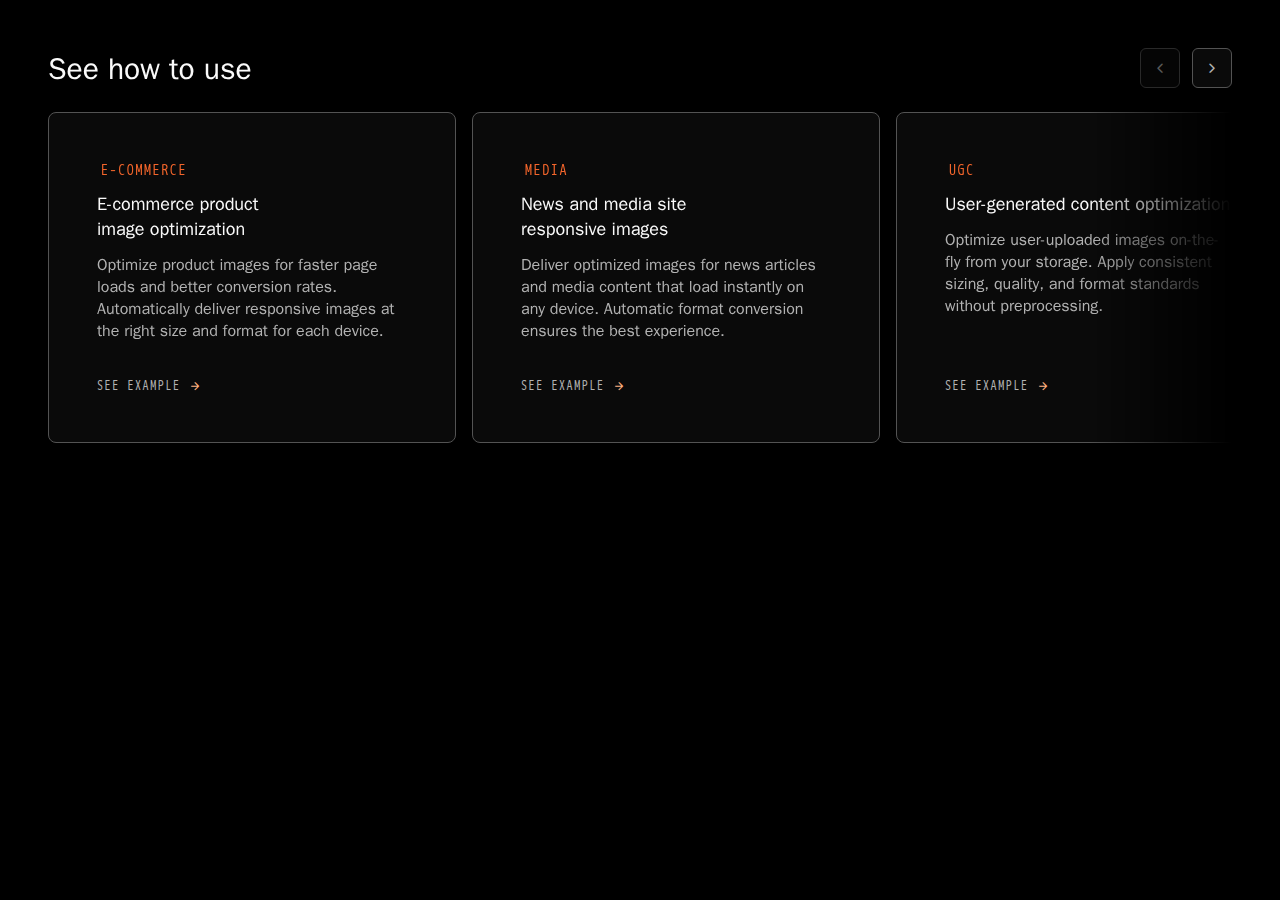 See how to use
E-COMMERCE
E-commerce product
image optimization
Optimize product images for faster page
loads and better conversion rates.
Automatically deliver responsive images at
the right size and format for each device.
SEE EXAMPLE →
MEDIA
News and media site
responsive images
Deliver optimized images for news articles
and media content that load instantly on
any device. Automatic format conversion
ensures the best experience.
SEE EXAMPLE →
UGC
User-generated content optimization
Optimize user-uploaded images on-the-
fly from your storage. Apply consistent
sizing, quality, and format standards
without preprocessing.
SEE EXAMPLE →